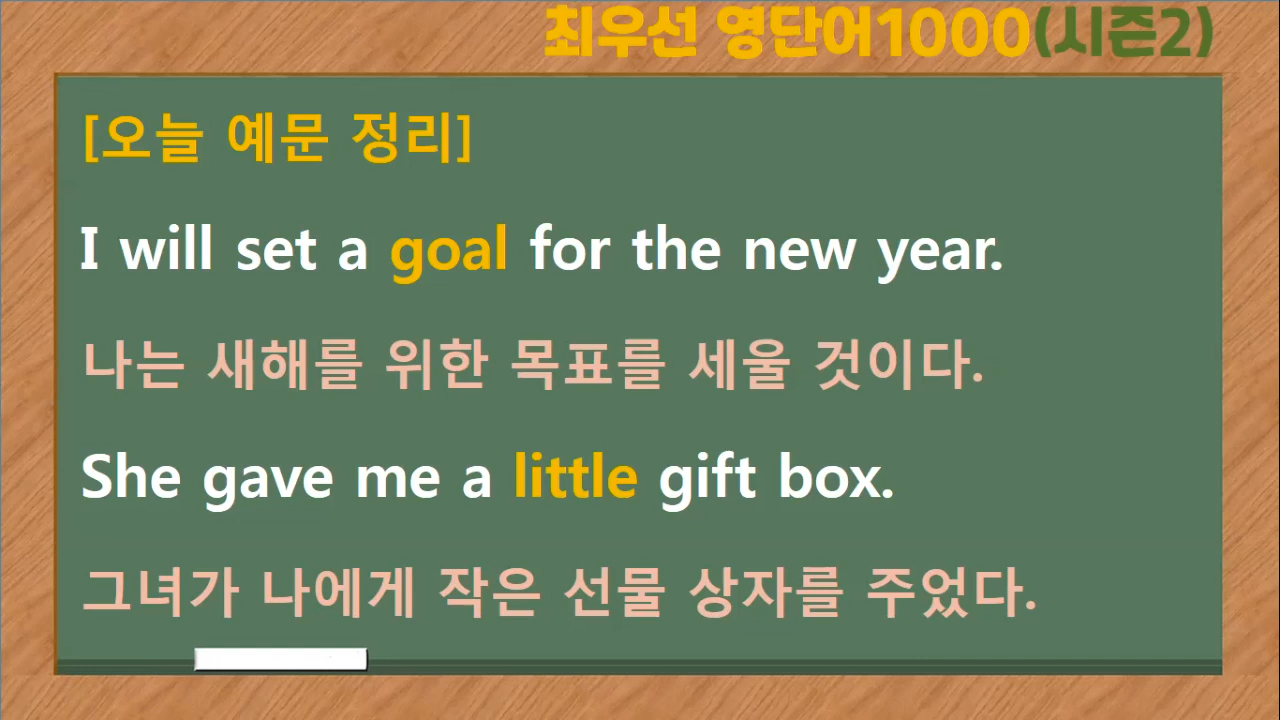 최우선 영단어1000(시즌2)
[오늘 예문 정리]
I will set a goal for the new year.
나는 새해를 위한 목표를 세울 것이다.
She gave me a little gift box.
그녀가 나에게 작은 선물 상자를 주었다.